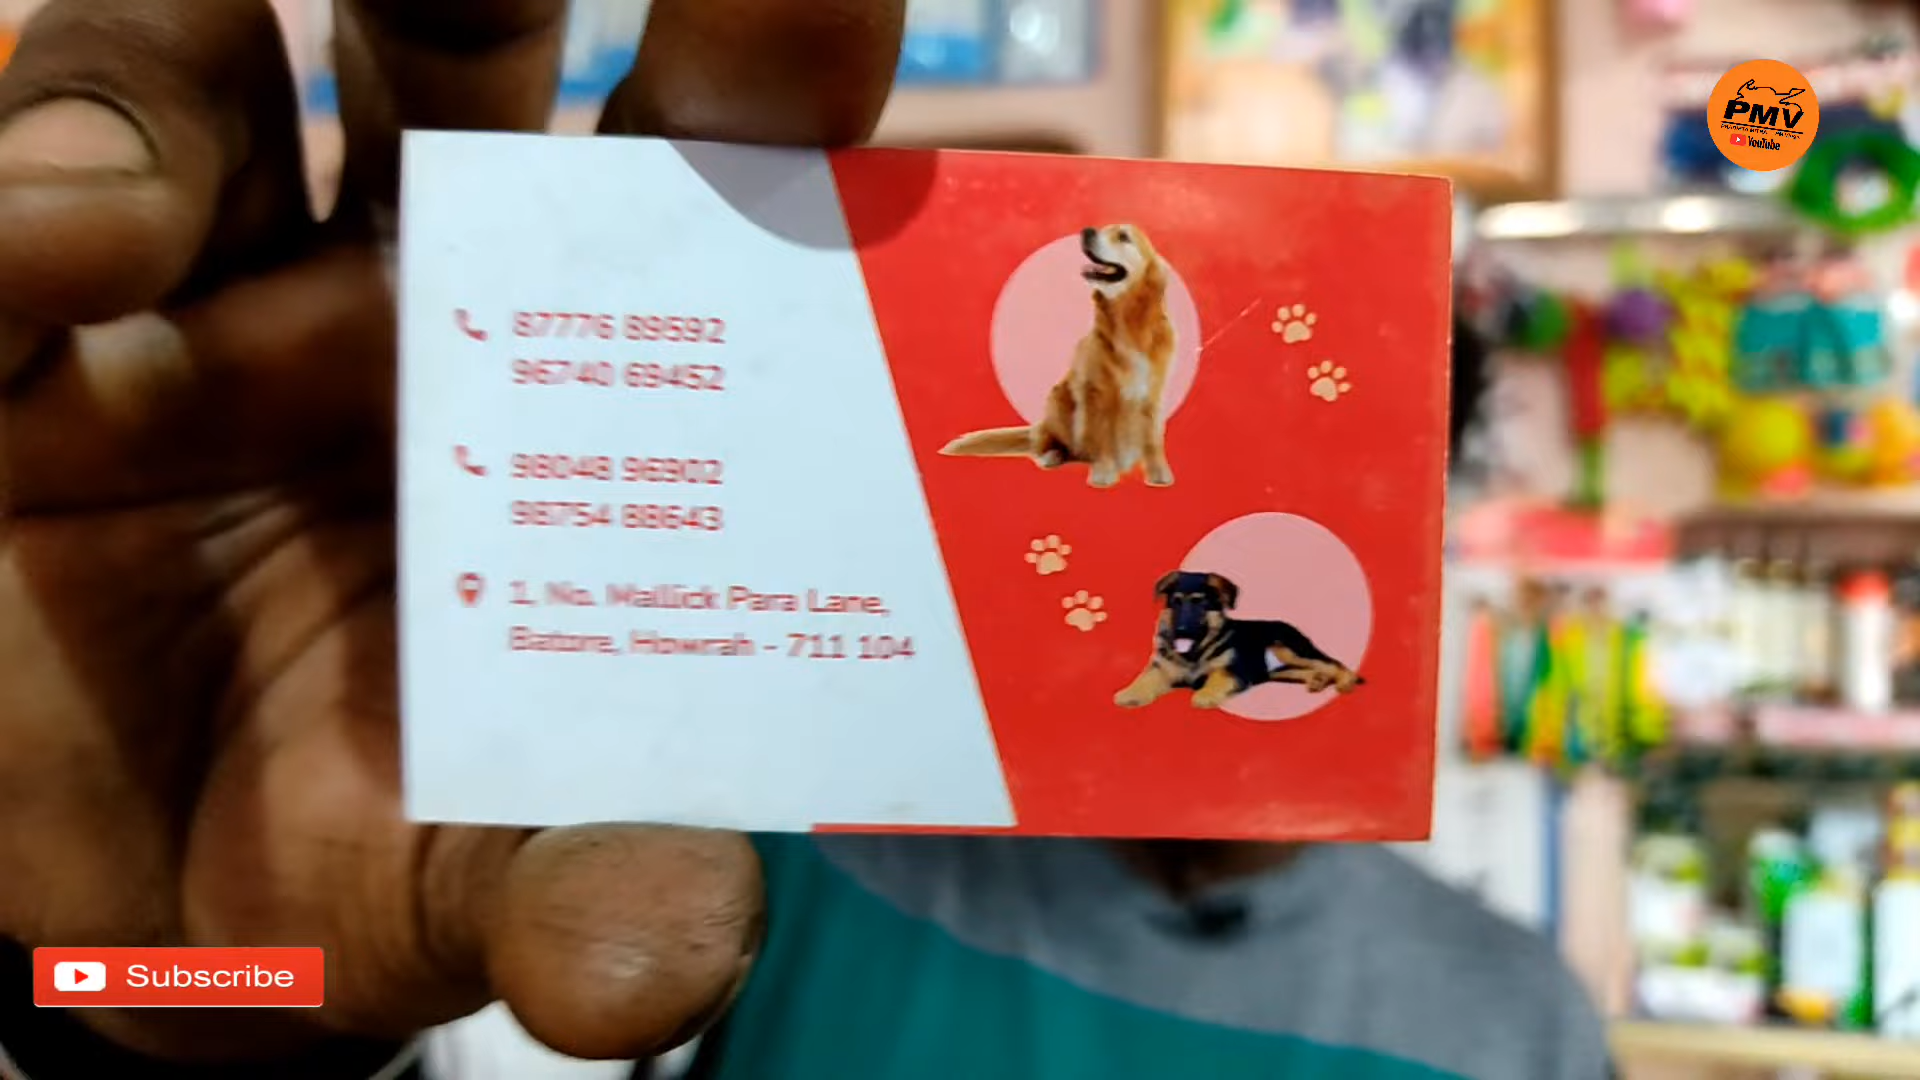 PMV
YouTube
87776 89592
96740 69452
98048 96902
98754 88643
1, No. Mallick Para Lane,
Batore, Howrah - 711 104
Subscribe